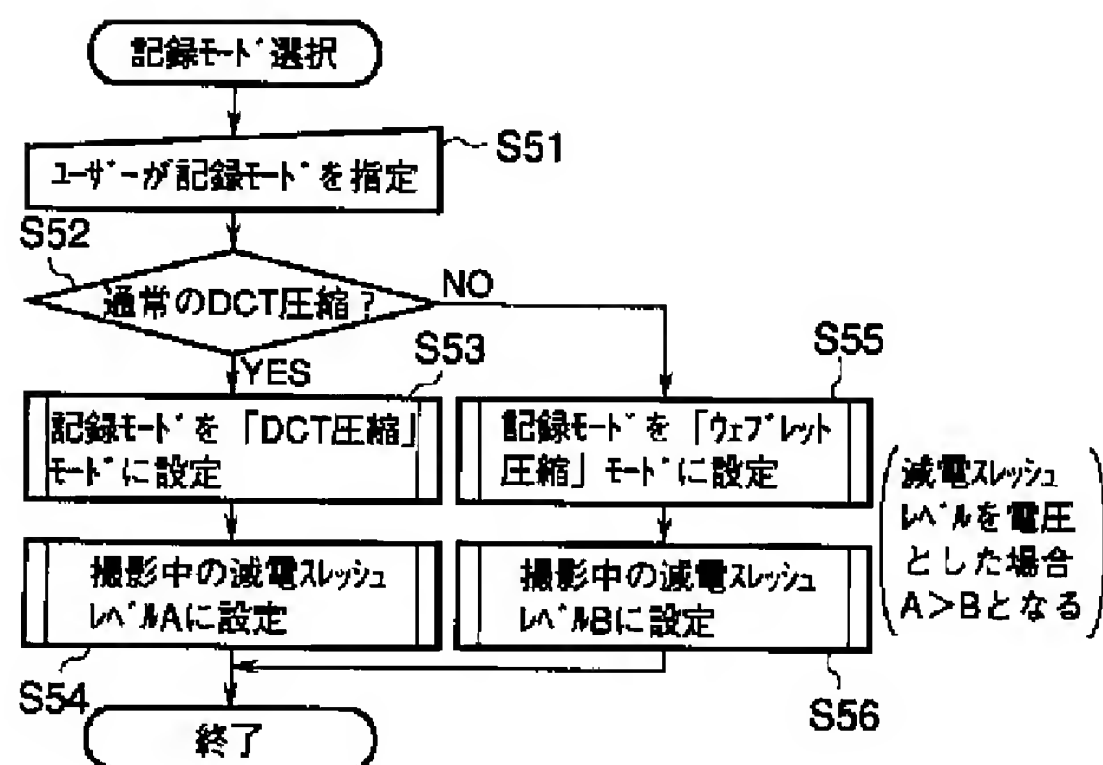 記録ﾓｰﾄﾞ選択
ﾕｰｻﾞｰが記録ﾓｰﾄﾞを指定
S51
S52
通常のDCT圧縮?
NO
YES
S53
記録ﾓｰﾄﾞを「DCT圧縮」
ﾓｰﾄﾞに設定
S55
記録ﾓｰﾄﾞを「ｳｪﾌﾞﾚｯﾄ
圧縮」ﾓｰﾄﾞに設定
撮影中の減電ｽﾚｯｼｭ
ﾚﾍﾞﾙAに設定
S54
撮影中の減電ｽﾚｯｼｭ
ﾚﾍﾞﾙBに設定
S56
減電ｽﾚｯｼｭ
ﾚﾍﾞﾙを電圧
とした場合
A>Bとなる
終了